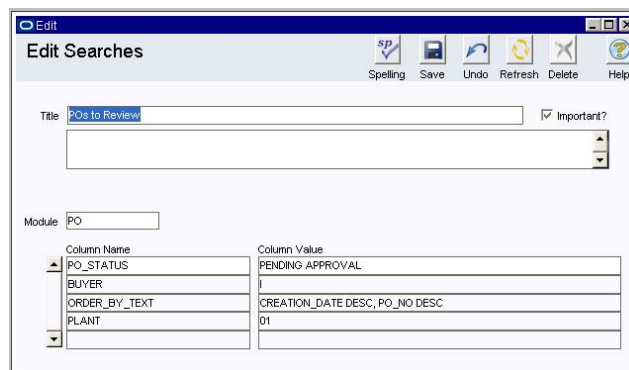 Edit
Edit Searches
sp
Spelling Save Undo Refresh Delete Help
Title POs to Review Important?
Module PO
Column Name Column Value
PO_STATUS PENDING APPROVAL
BUYER I
ORDER_BY_TEXT CREATION_DATE DESC, PO_NO DESC
PLANT 01